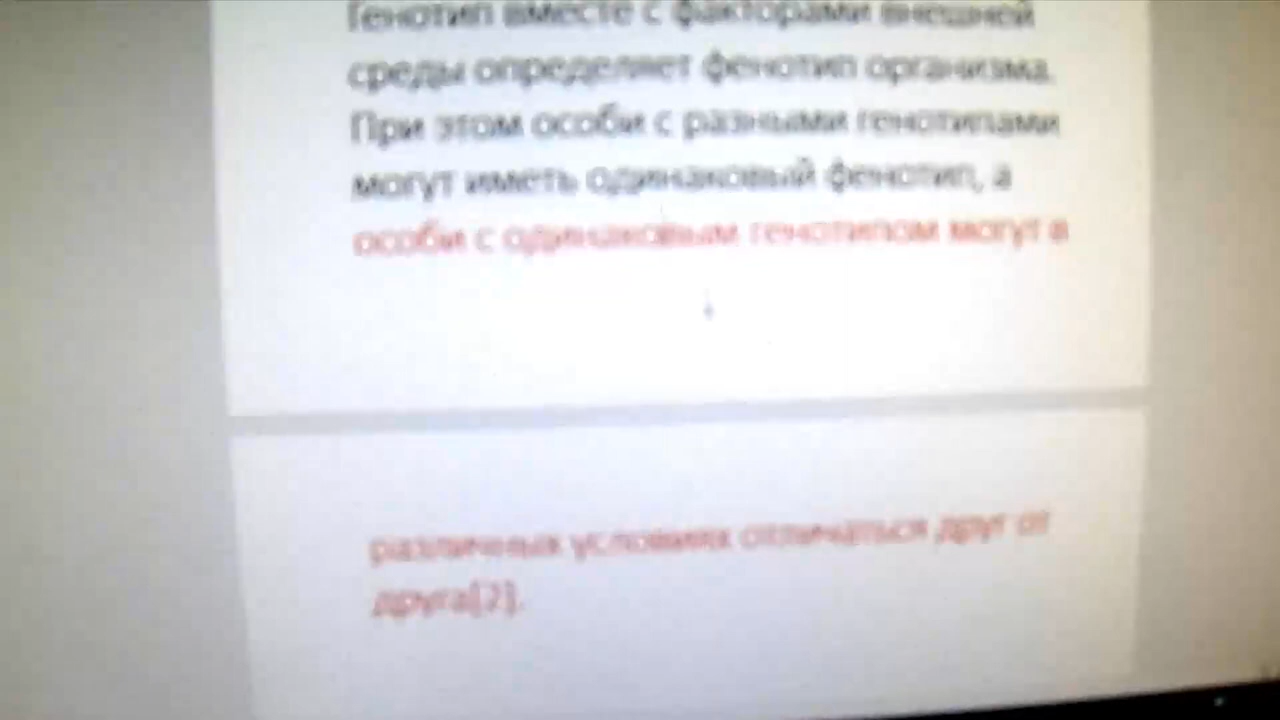 Генотип вместе с факторами внешней
среды определяет фенотип организма.
При этом особи с разными генотипами
могут иметь одинаковый фенотип, а
особи с одинаковым генотипом могут в
различных условиях отличаться друг от
друга[2].